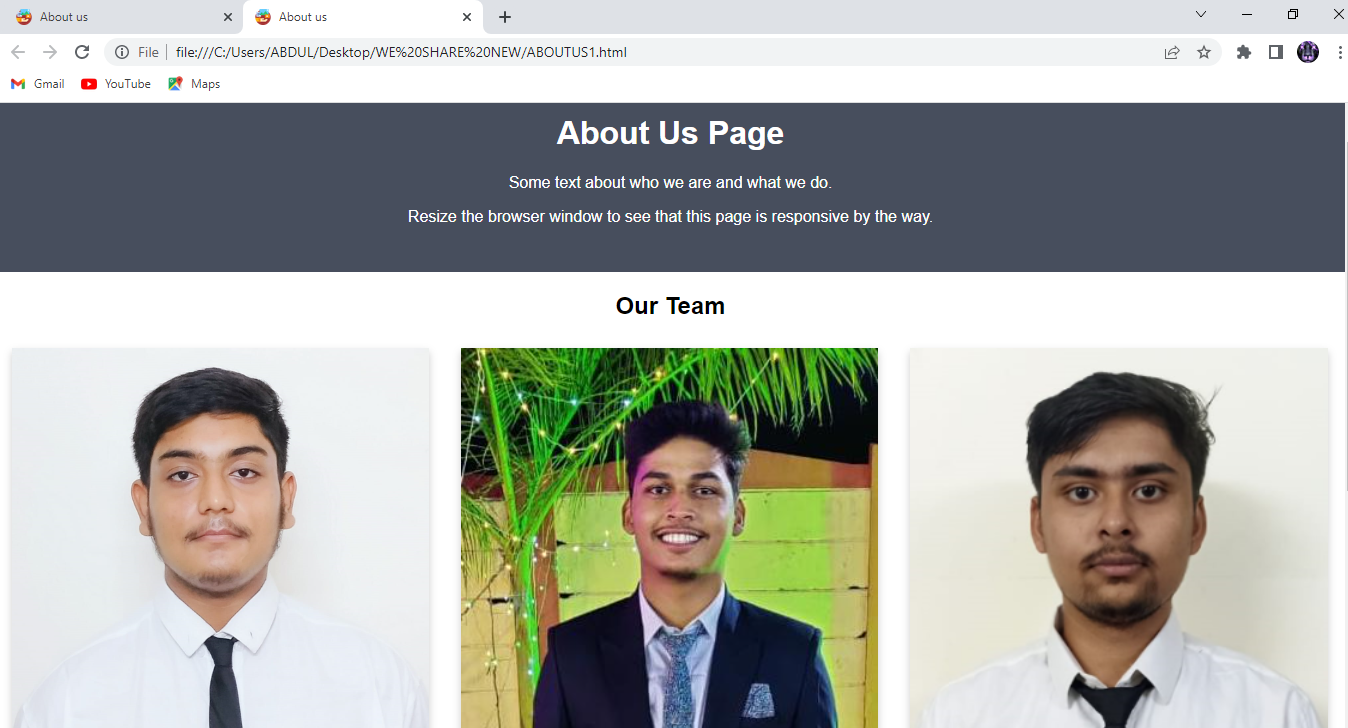 About us
About us
File
file:///C:/Users/ABDUL/Desktop/WE%20SHARE%20NEW/ABOUTUS1.html
Gmail
YouTube
Maps
About Us Page
Some text about who we are and what we do.
Resize the browser window to see that this page is responsive by the way.
Our Team